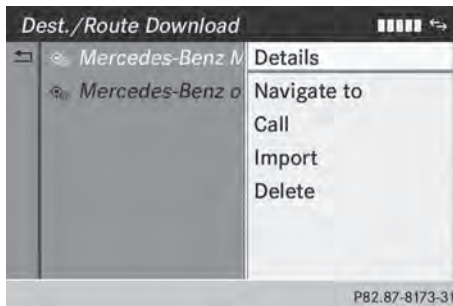 Dest./Route Download
Mercedes-Benz M
Details
Mercedes-Benz o
Navigate to
Call
Import
Delete
P82.87-8173-31